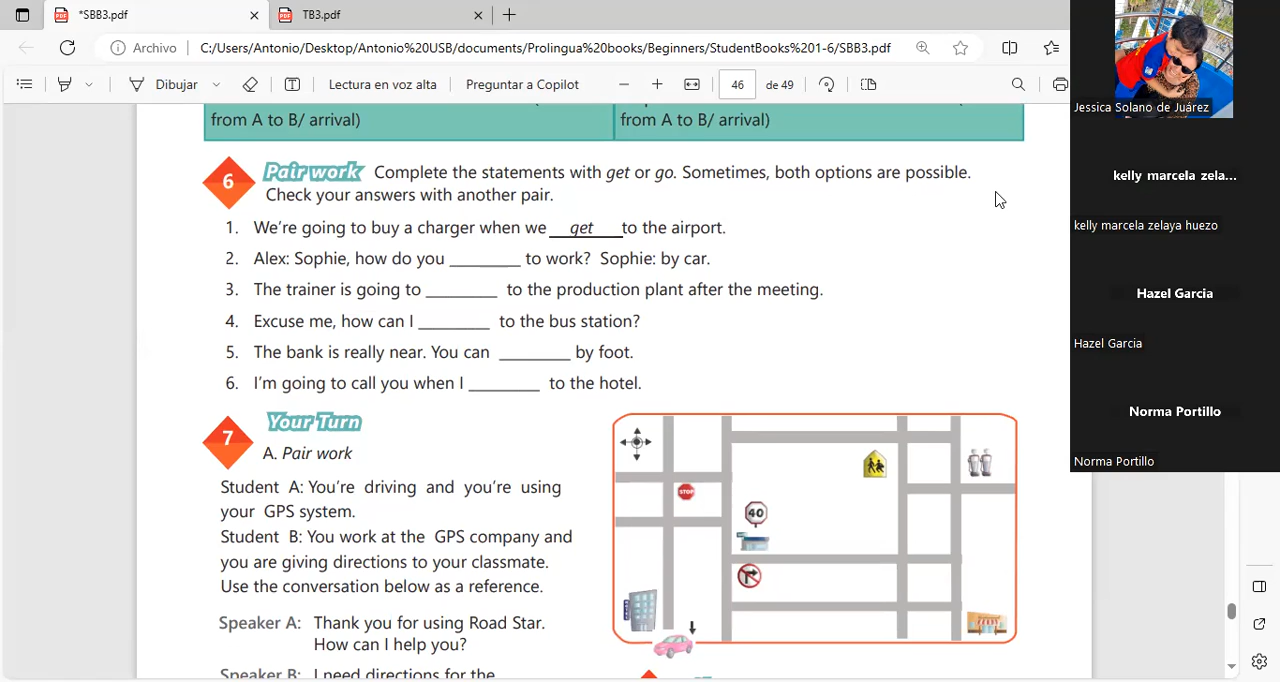 *SBB3.pdf
TB3.pdf
Archivo
C:/Users/Antonio/Desktop/Antonio%20USB/documents/Prolingua%20books/Beginners/StudentBooks%201-6/SBB3.pdf
Dibujar
Lectura en voz alta
Preguntar a Copilot
46
de 49
from A to B/ arrival)
from A to B/ arrival)
6
Pair work Complete the statements with get or go. Sometimes, both options are possible.
Check your answers with another pair.
1. We're going to buy a charger when we __get__to the airport.
2. Alex: Sophie, how do you ________ to work? Sophie: by car.
3. The trainer is going to ________ to the production plant after the meeting.
4. Excuse me, how can I ________ to the bus station?
5. The bank is really near. You can ________ by foot.
6. I'm going to call you when I ________ to the hotel.
7
Your Turn
A. Pair work
Student A: You're driving and you're using
your GPS system.
Student B: You work at the GPS company and
you are giving directions to your classmate.
Use the conversation below as a reference.
Speaker A: Thank you for using Road Star.
How can I help you?
Speaker B: I need directions for the
STOP
40
Jessica Solano de Juárez
kelly marcela zela...
kelly marcela zelaya huezo
Hazel Garcia
Hazel Garcia
Norma Portillo
Norma Portillo